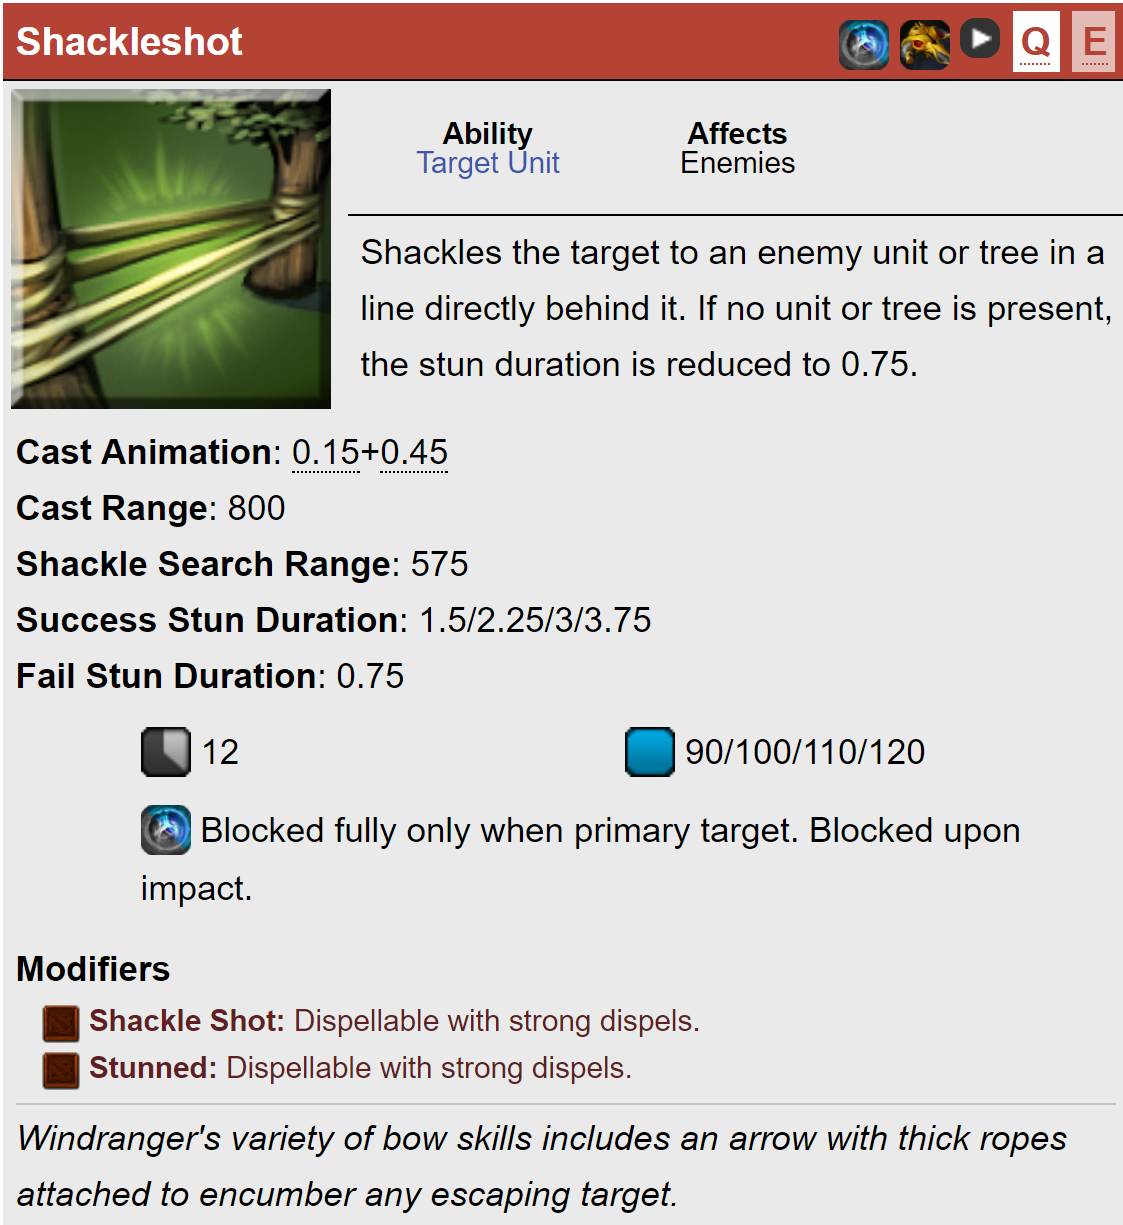 Shackleshot
Q
E
Ability
Target Unit
Affects
Enemies
Shackles the target to an enemy unit or tree in a
line directly behind it. If no unit or tree is present,
the stun duration is reduced to 0.75.
Cast Animation: 0.15+0.45
Cast Range: 800
Shackle Search Range: 575
Success Stun Duration: 1.5/2.25/3/3.75
Fail Stun Duration: 0.75
12
90/100/110/120
Blocked fully only when primary target. Blocked upon
impact.
Modifiers
Shackle Shot: Dispellable with strong dispels.
Stunned: Dispellable with strong dispels.
Windranger's variety of bow skills includes an arrow with thick ropes
attached to encumber any escaping target.